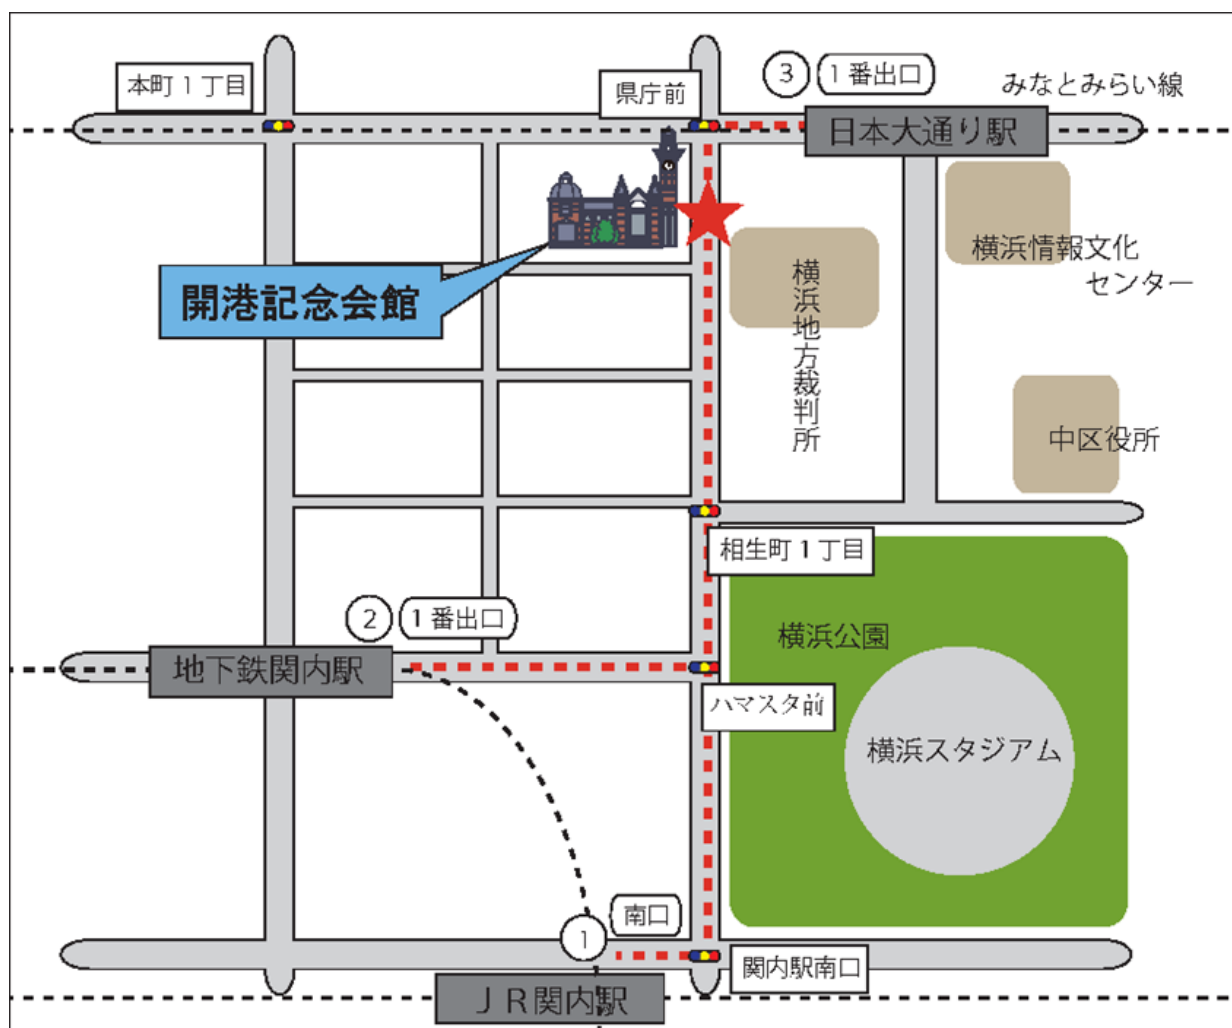 本町1丁目
県庁前
③
1番出口
みなとみらい線
日本大通り駅
開港記念会館
横浜地方裁判所
横浜情報文化
センター
中区役所
相生町1丁目
②
1番出口
地下鉄関内駅
ハマスタ前
横浜公園
横浜スタジアム
①
南口
関内駅南口
JR関内駅